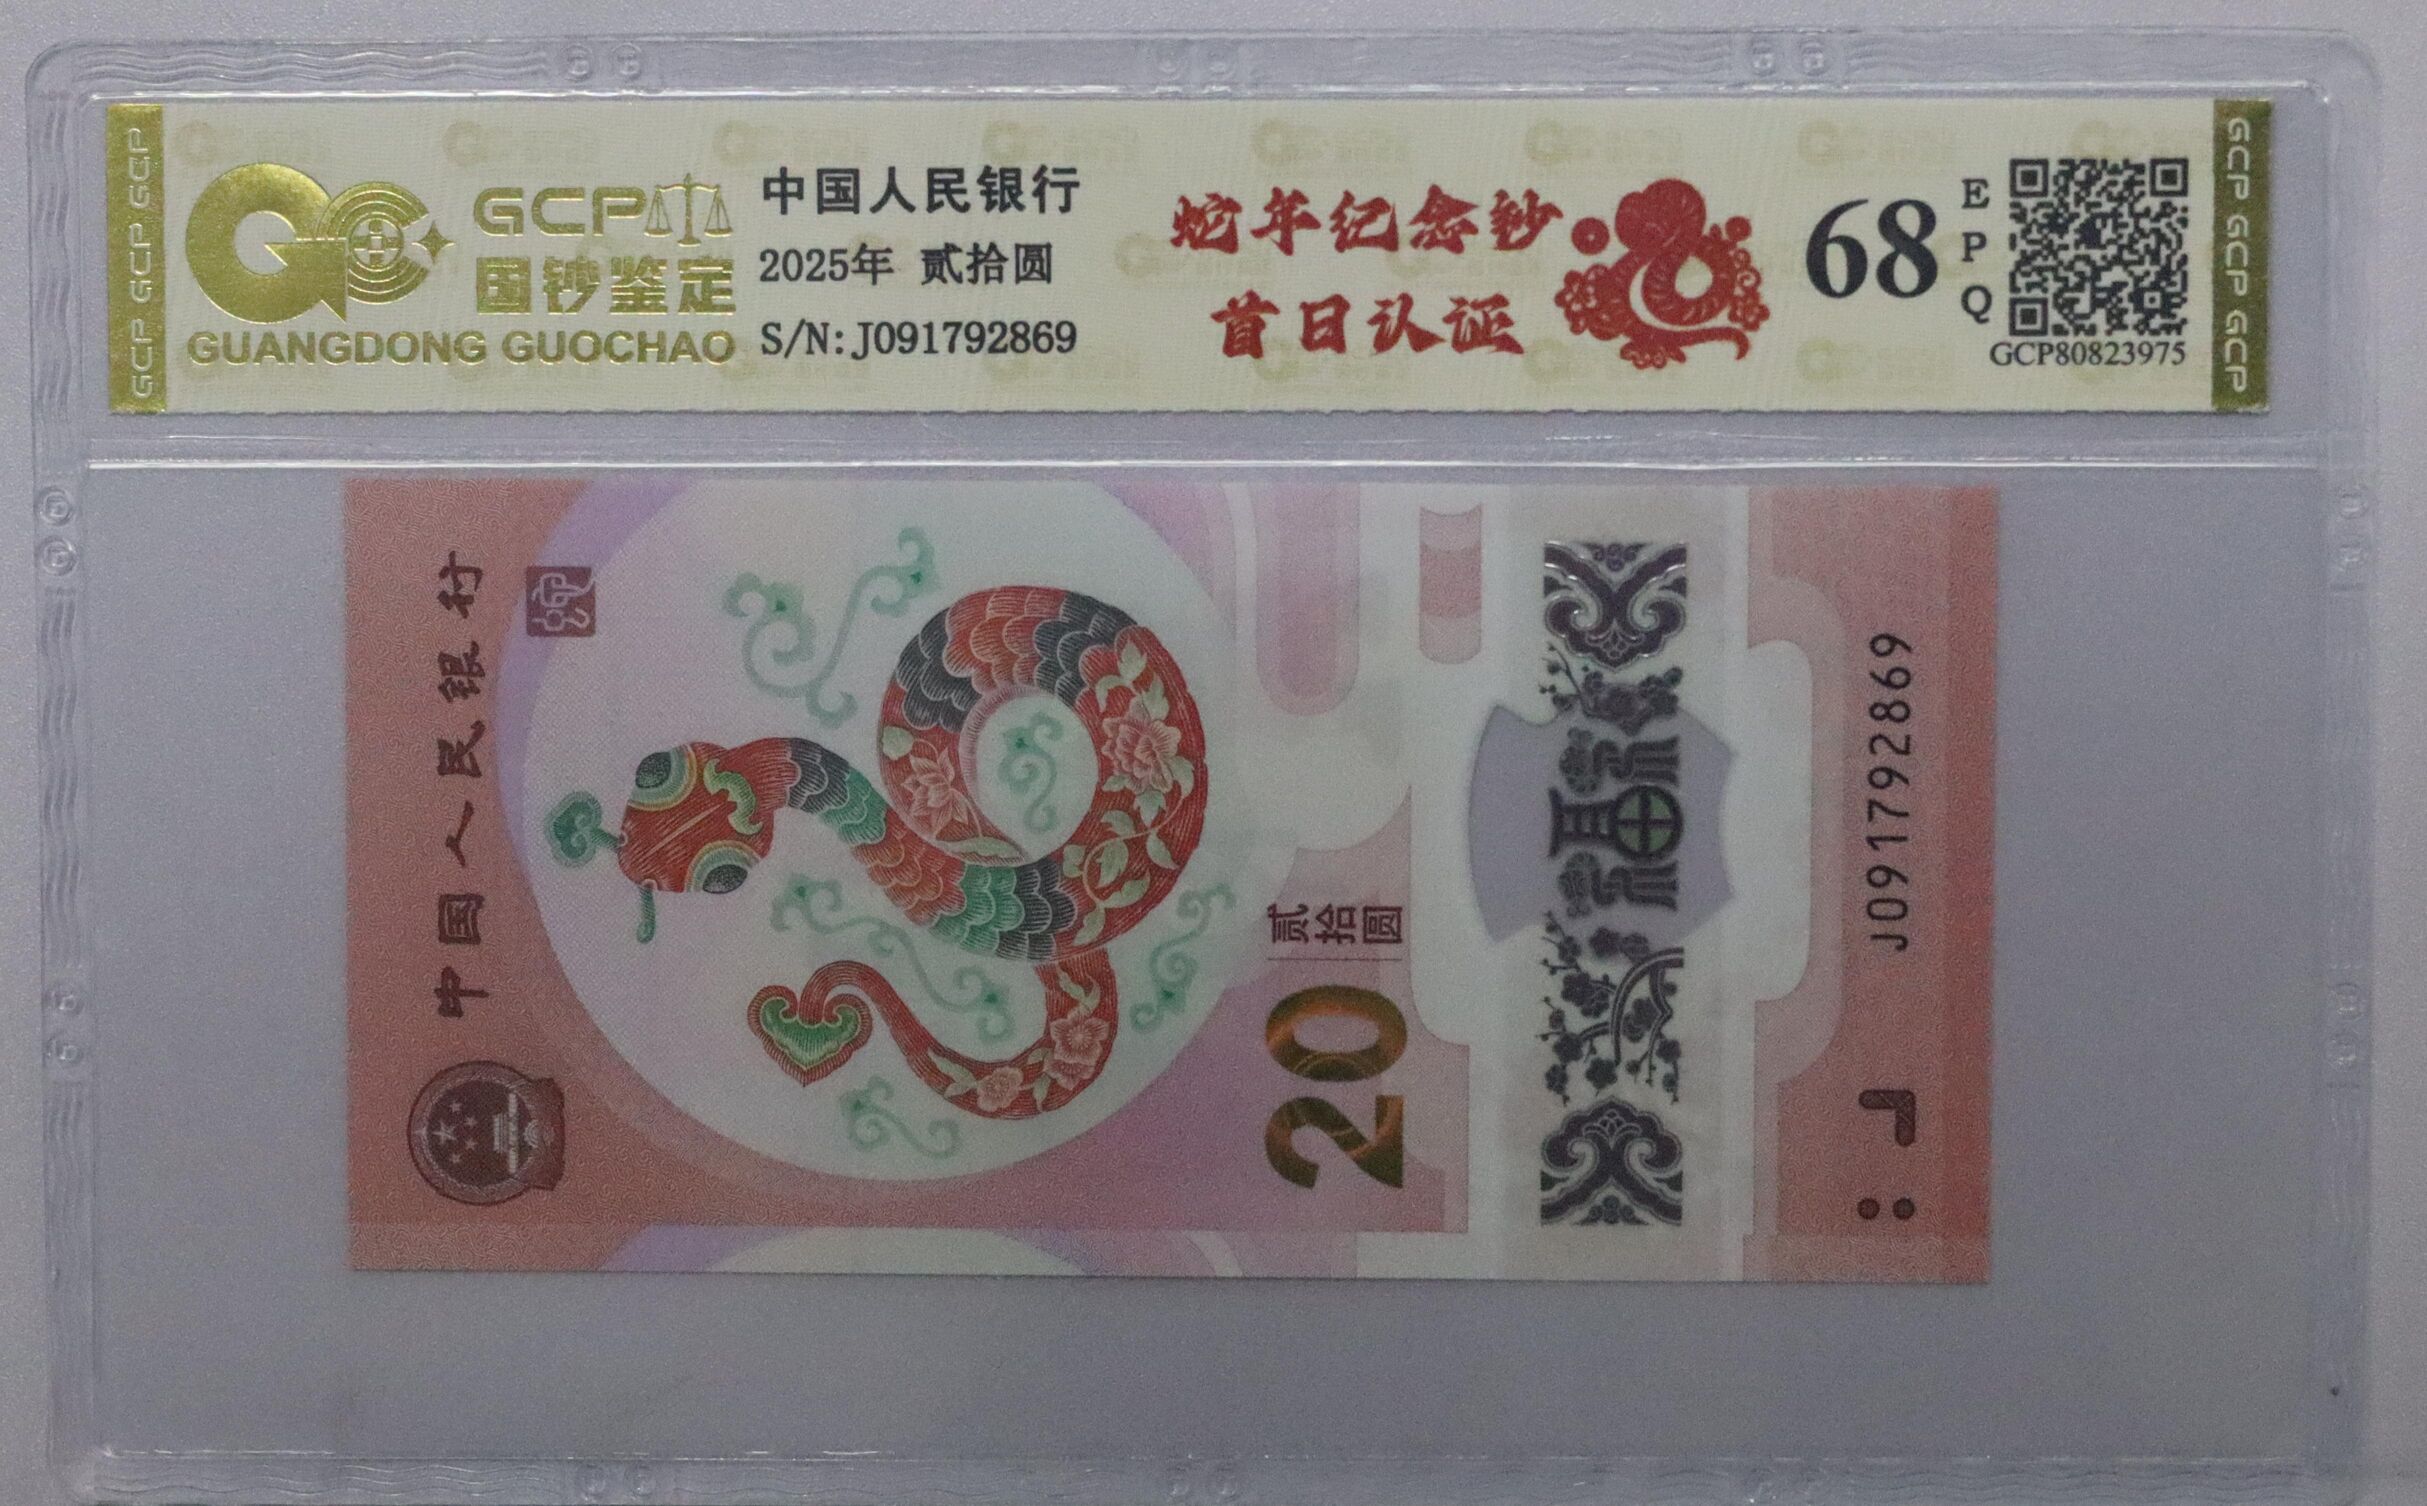 GCP GCP GCP
GCP
国钞鉴定
GUANGDONG GUOCHAO
中国人民银行
2025年 贰拾圆
S/N:J091792869
蛇年纪念钞
首日认证
68
EPQ
GCP80823975
GCP GCP GCP
中国人民银行
20
贰拾圆
福
J091792869